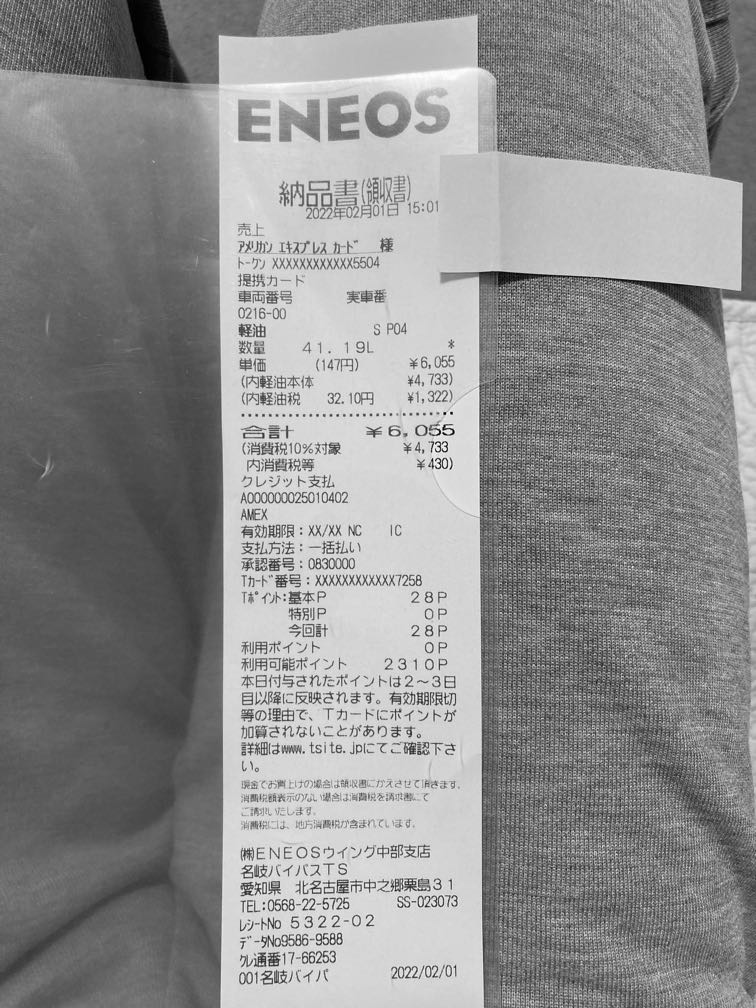 ENEOS
納品書(領収書)
2022年02月01日 15:01
売上
アメリカン エキスプレス カード 様
トークン XXXXXXXXXXXX5504
提携カード
車両番号 実車番
0216-00
軽油 S P04
数量 41.19L *
単価 (147円) ¥6,055
(内軽油本体 ¥4,733)
(内軽油税 32.10円 ¥1,322)
合計 ¥6,055
(消費税10%対象 ¥4,733
内消費税等 ¥430)
クレジット支払
A000000025010402
AMEX
有効期限:XX/XX NC IC
支払方法:一括払い
承認番号:0830000
Tカード番号:XXXXXXXXXXXX7258
Tポイント:基本P 28P
特別P 0P
今回計 28P
利用ポイント 0P
利用可能ポイント 2310P
本日付与されたポイントは2~3日
目以降に反映されます。有効期限切
等の理由で、Tカードにポイントが
加算されないことがあります。
詳細はwww.tsite.jpにてご確認下さ
い。
現金でお買上げの場合は領収書にかえさせて頂きます。
消費税額表示のない場合は消費税を請求書にて
ご請求いたします。
消費税には、地方消費税が含まれています。
㈱ENEOSウイング中部支店
名岐バイパスTS
愛知県 北名古屋市中之郷栗島31
TEL:0568-22-5725 SS-023073
レシートNo 5322-02
データNo9586-9588
クレ通番17-66253
001名岐バイパ 2022/02/01